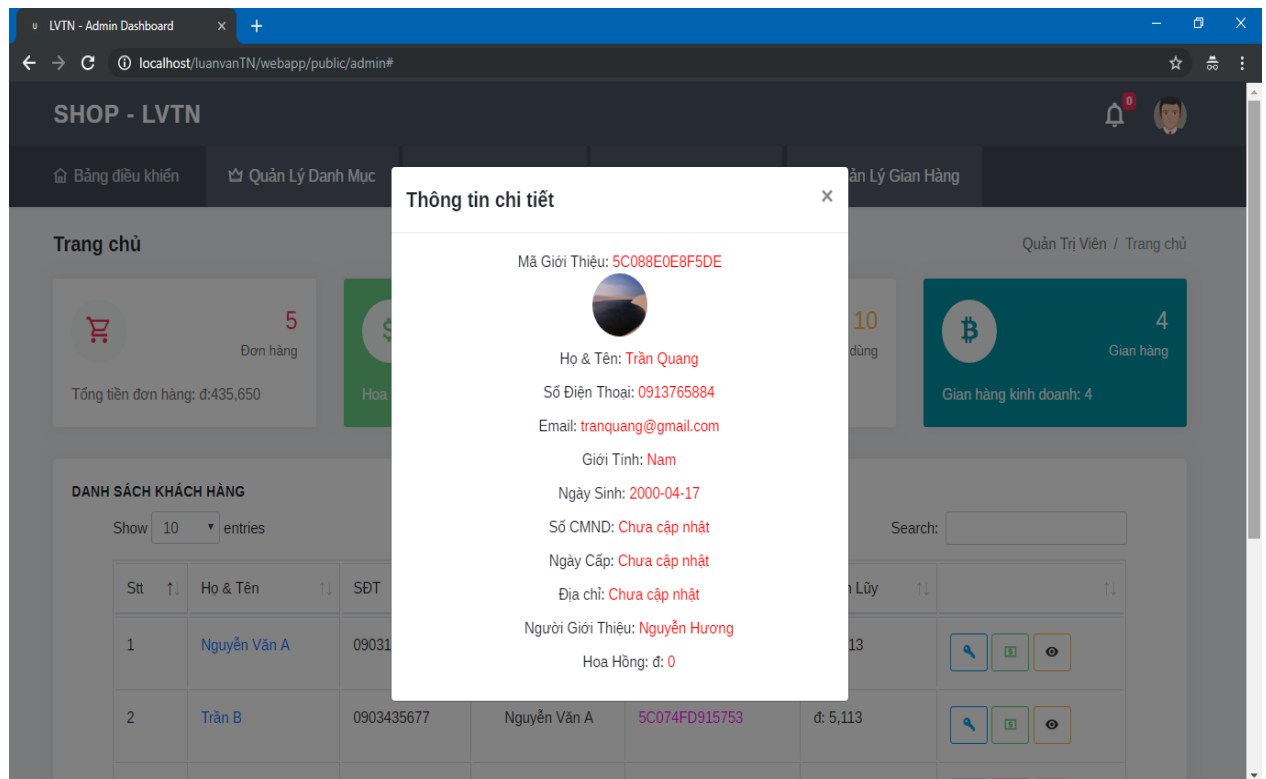 LVTN - Admin Dashboard
localhost/luanvanTN/webapp/public/admin#
SHOP - LVTN
0
Bảng điều khiển
Quản Lý Danh Mục
Lý Gian Hàng
Trang chủ
Quản Trị Viên / Trang chủ
5
Đơn hàng
Tổng tiền đơn hàng: đ:435,650
Hoa
10
dùng
4
Gian hàng
Gian hàng kinh doanh: 4
Thông tin chi tiết
×
Mã Giới Thiệu: 5C088E0E8F5DE
Họ & Tên: Trần Quang
Số Điện Thoại: 0913765884
Email: tranquang@gmail.com
Giới Tính: Nam
Ngày Sinh: 2000-04-17
Số CMND: Chưa cập nhật
Ngày Cấp: Chưa cập nhật
Địa chỉ: Chưa cập nhật
Người Giới Thiệu: Nguyễn Hương
Hoa Hồng: đ: 0
DANH SÁCH KHÁCH HÀNG
Show 10 entries
Search:
Stt Họ & Tên SĐT Lũy
1 Nguyễn Văn A 09031 13
2 Trần B 0903435677 Nguyễn Văn A 5C074FD915753 đ: 5,113